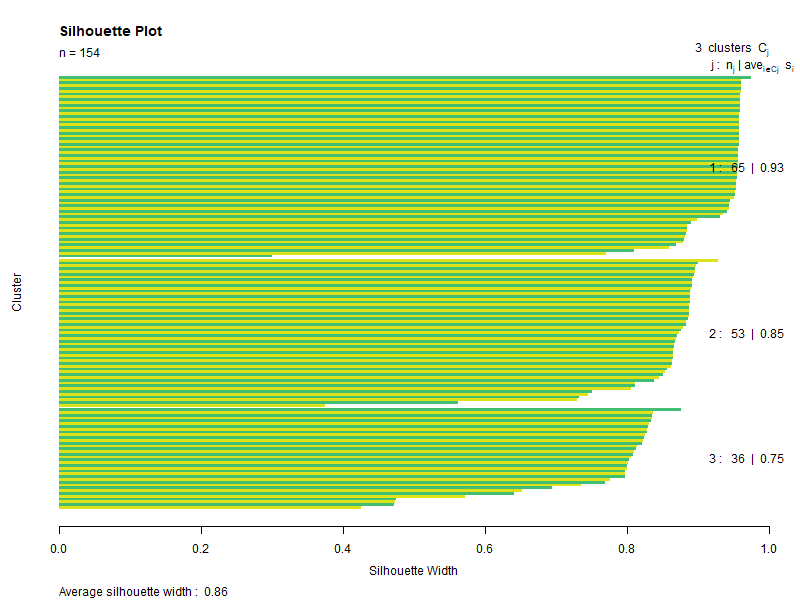 Silhouette Plot
n = 154
3 clusters Cj
j : nj | avei∈Cj si
1 : 65 | 0.93
2 : 53 | 0.85
3 : 36 | 0.75
Cluster
0.0 0.2 0.4 0.6 0.8 1.0
Silhouette Width
Average silhouette width : 0.86